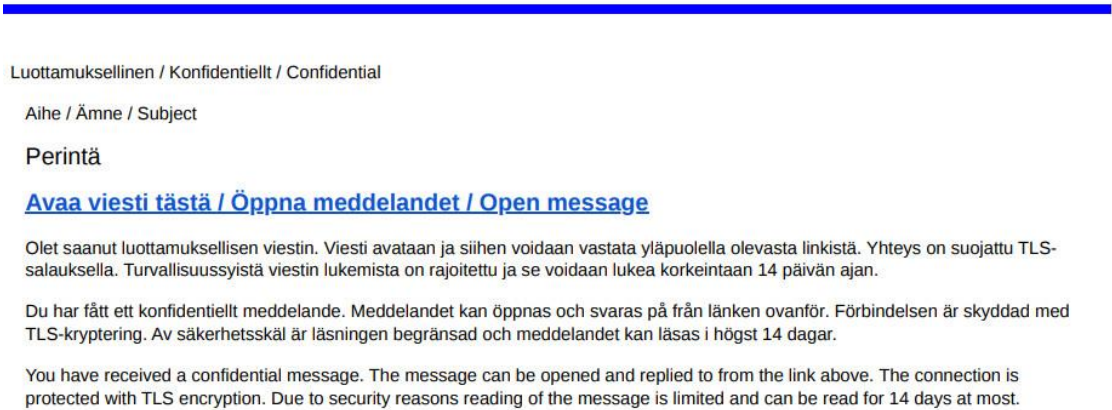 Luottamuksellinen / Konfidentiellt / Confidential
Aihe / Ämne / Subject
Perintä
Avaa viesti tästä / Öppna meddelandet / Open message
Olet saanut luottamuksellisen viestin. Viesti avataan ja siihen voidaan vastata yläpuolella olevasta linkistä. Yhteys on suojattu TLS-
salauksella. Turvallisuussyistä viestin lukemista on rajoitettu ja se voidaan lukea korkeintaan 14 päivän ajan.
Du har fått ett konfidentiellt meddelande. Meddelandet kan öppnas och svaras på från länken ovanför. Förbindelsen är skyddad med
TLS-kryptering. Av säkerhetsskäl är läsningen begränsad och meddelandet kan läsas i högst 14 dagar.
You have received a confidential message. The message can be opened and replied to from the link above. The connection is
protected with TLS encryption. Due to security reasons reading of the message is limited and can be read for 14 days at most.